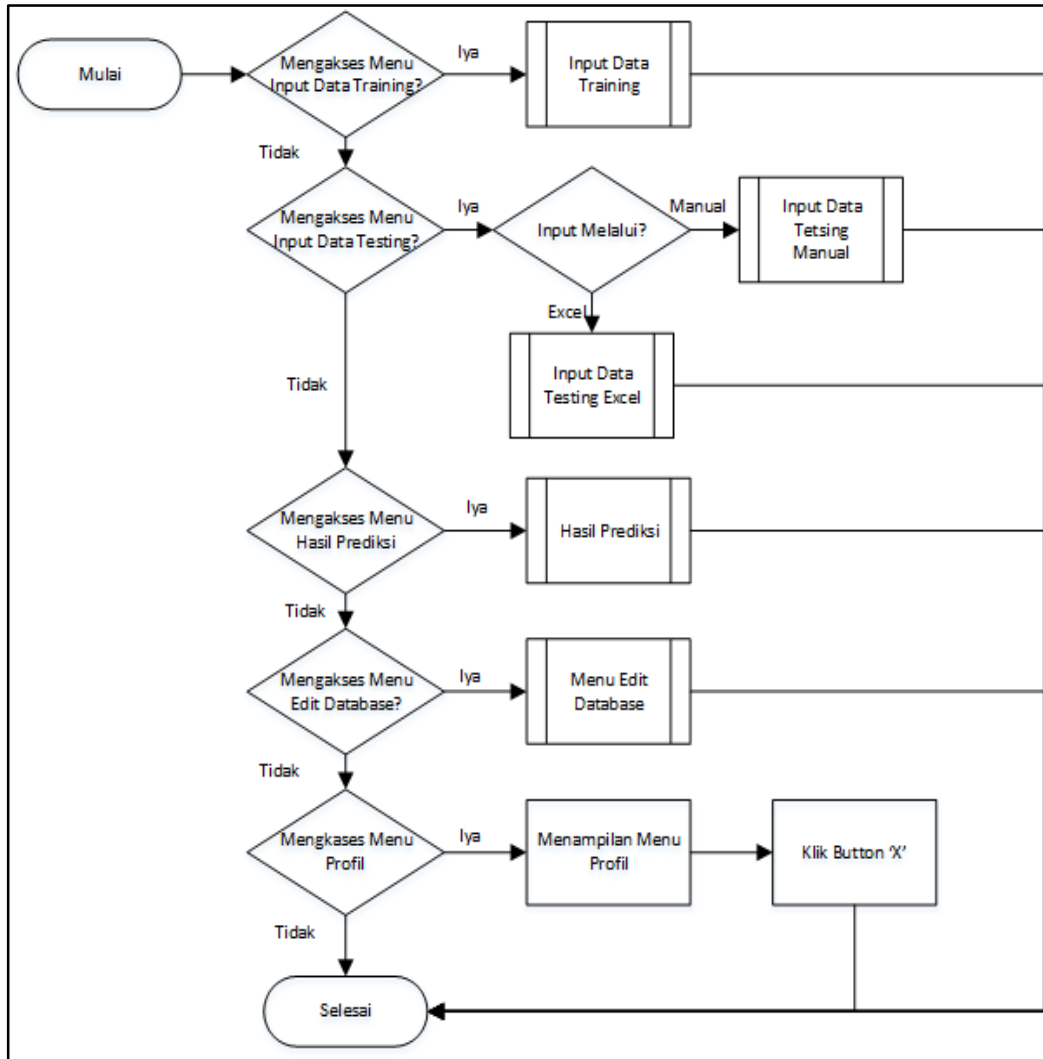 Mulai
Mengakses Menu
Input Data Training?
Iya
Input Data
Training
Tidak
Mengakses Menu
Input Data Testing?
Iya
Input Melalui?
Manual
Input Data
Tetsing
Manual
Excel
Input Data
Testing Excel
Tidak
Mengakses Menu
Hasil Prediksi
Iya
Hasil Prediksi
Tidak
Mengakses Menu
Edit Database?
Iya
Menu Edit
Database
Tidak
Mengkases Menu
Profil
Iya
Menampilan Menu
Profil
Klik Button ‘X’
Tidak
Selesai